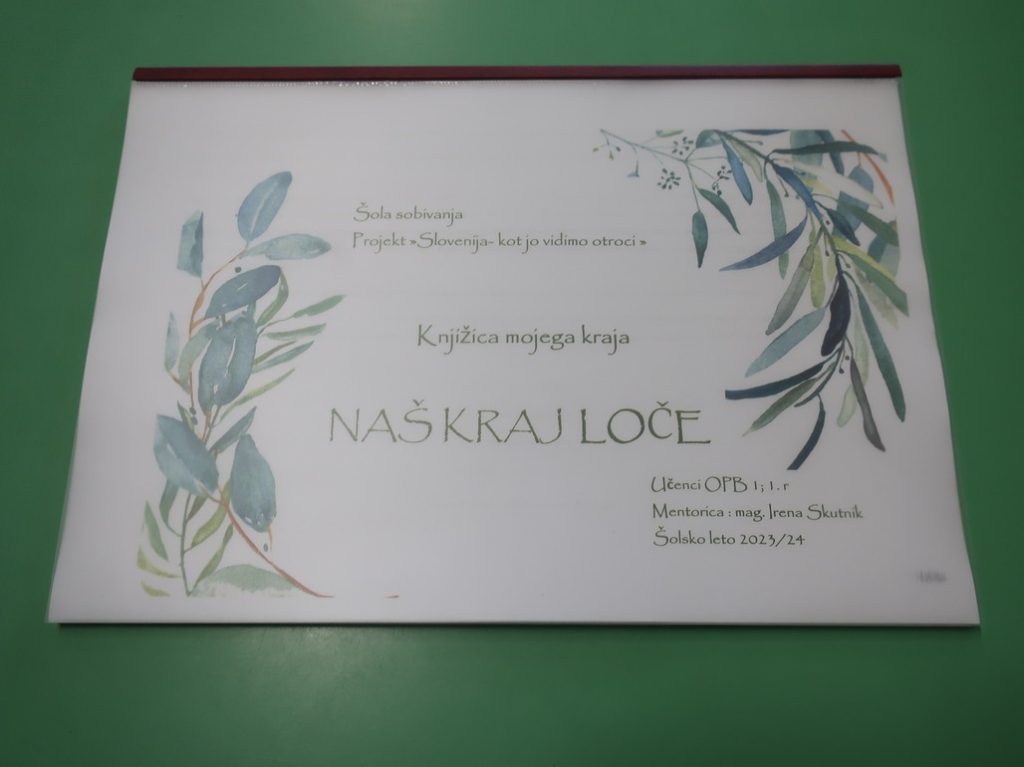 Šola sobivanja
Projekt »Slovenija- kot jo vidimo otroci »
Knjižica mojega kraja
NAŠ KRAJ LOČE
Učenci OPB 1; 1. r
Mentorica : mag. Irena Skutnik
Šolsko leto 2023/24